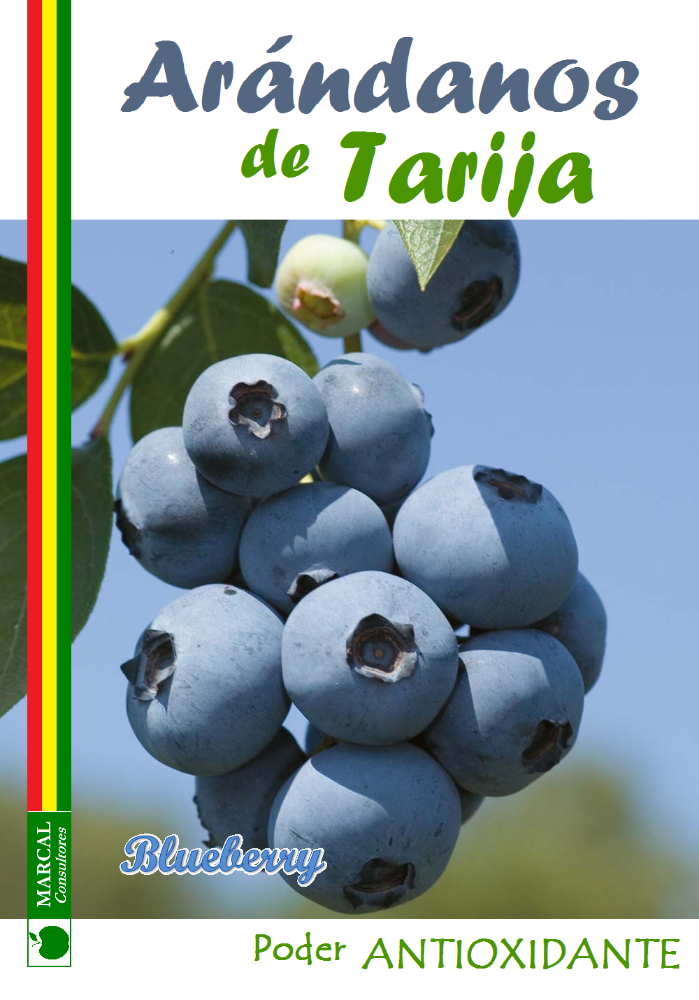 Arándanos
de Tarija
Blueberry
MARCAL
Consultores
Poder ANTIOXIDANTE